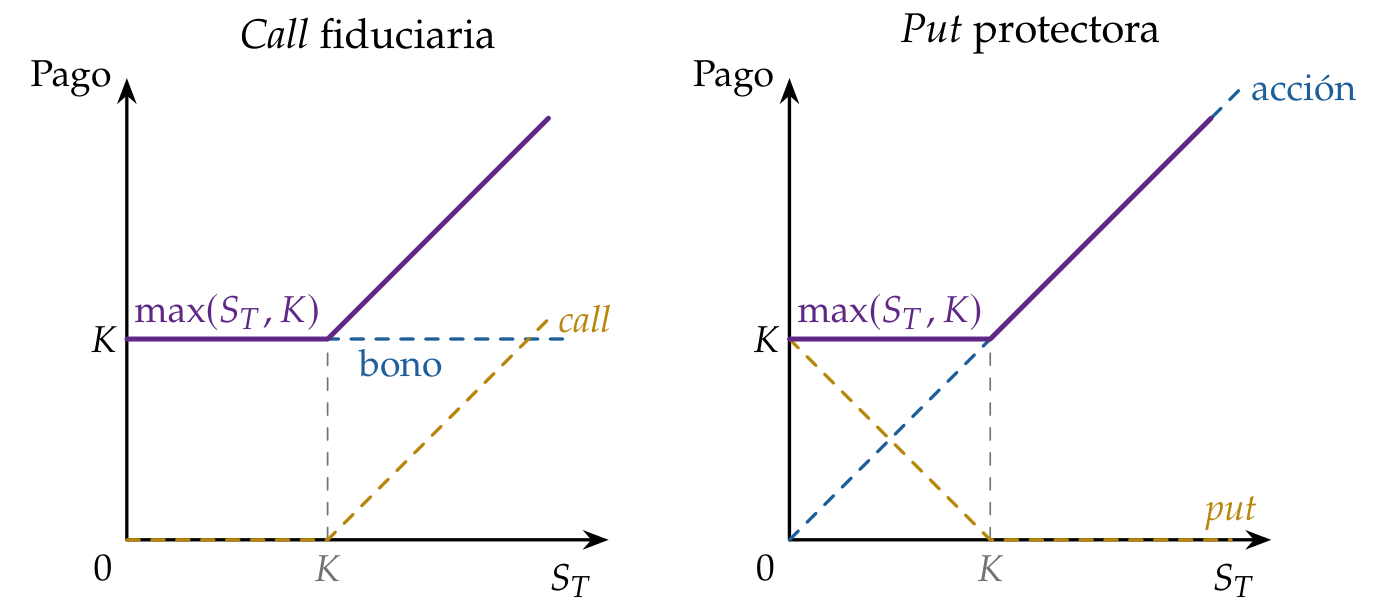 Call fiduciaria
Pago
max(S_T, K)
K
call
bono
0
K
S_T
Put protectora
Pago
acción
max(S_T, K)
K
put
0
K
S_T